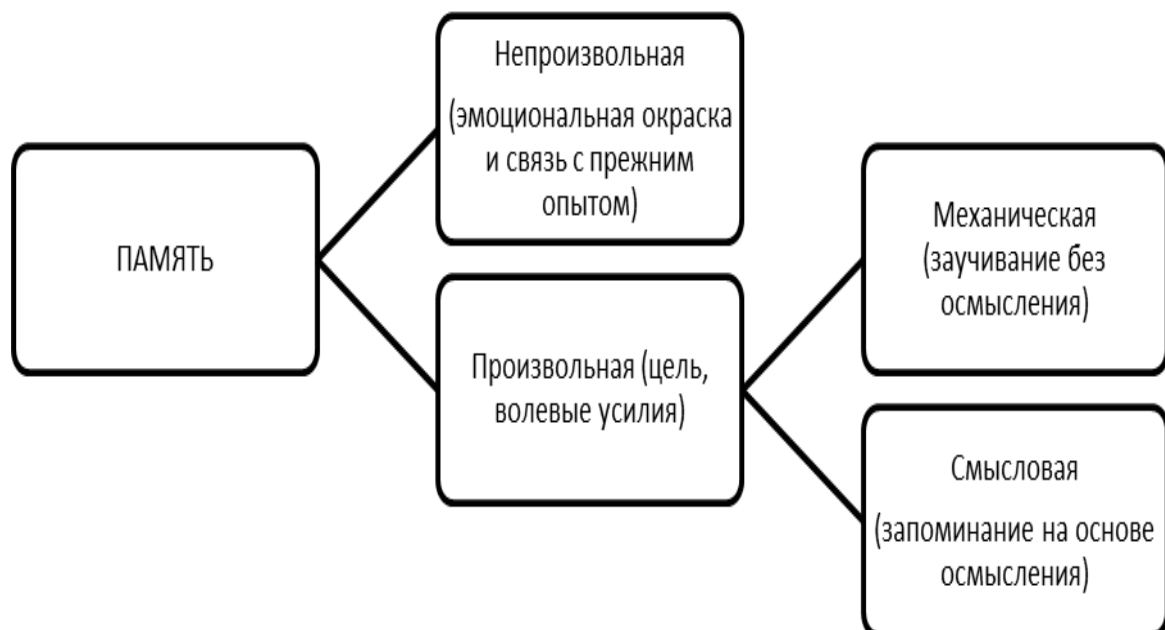 ПАМЯТЬ
Непроизвольная
(эмоциональная окраска
и связь с прежним
опытом)
Произвольная (цель,
волевые усилия)
Механическая
(заучивание без
осмысления)
Смысловая
(запоминание на основе
осмысления)